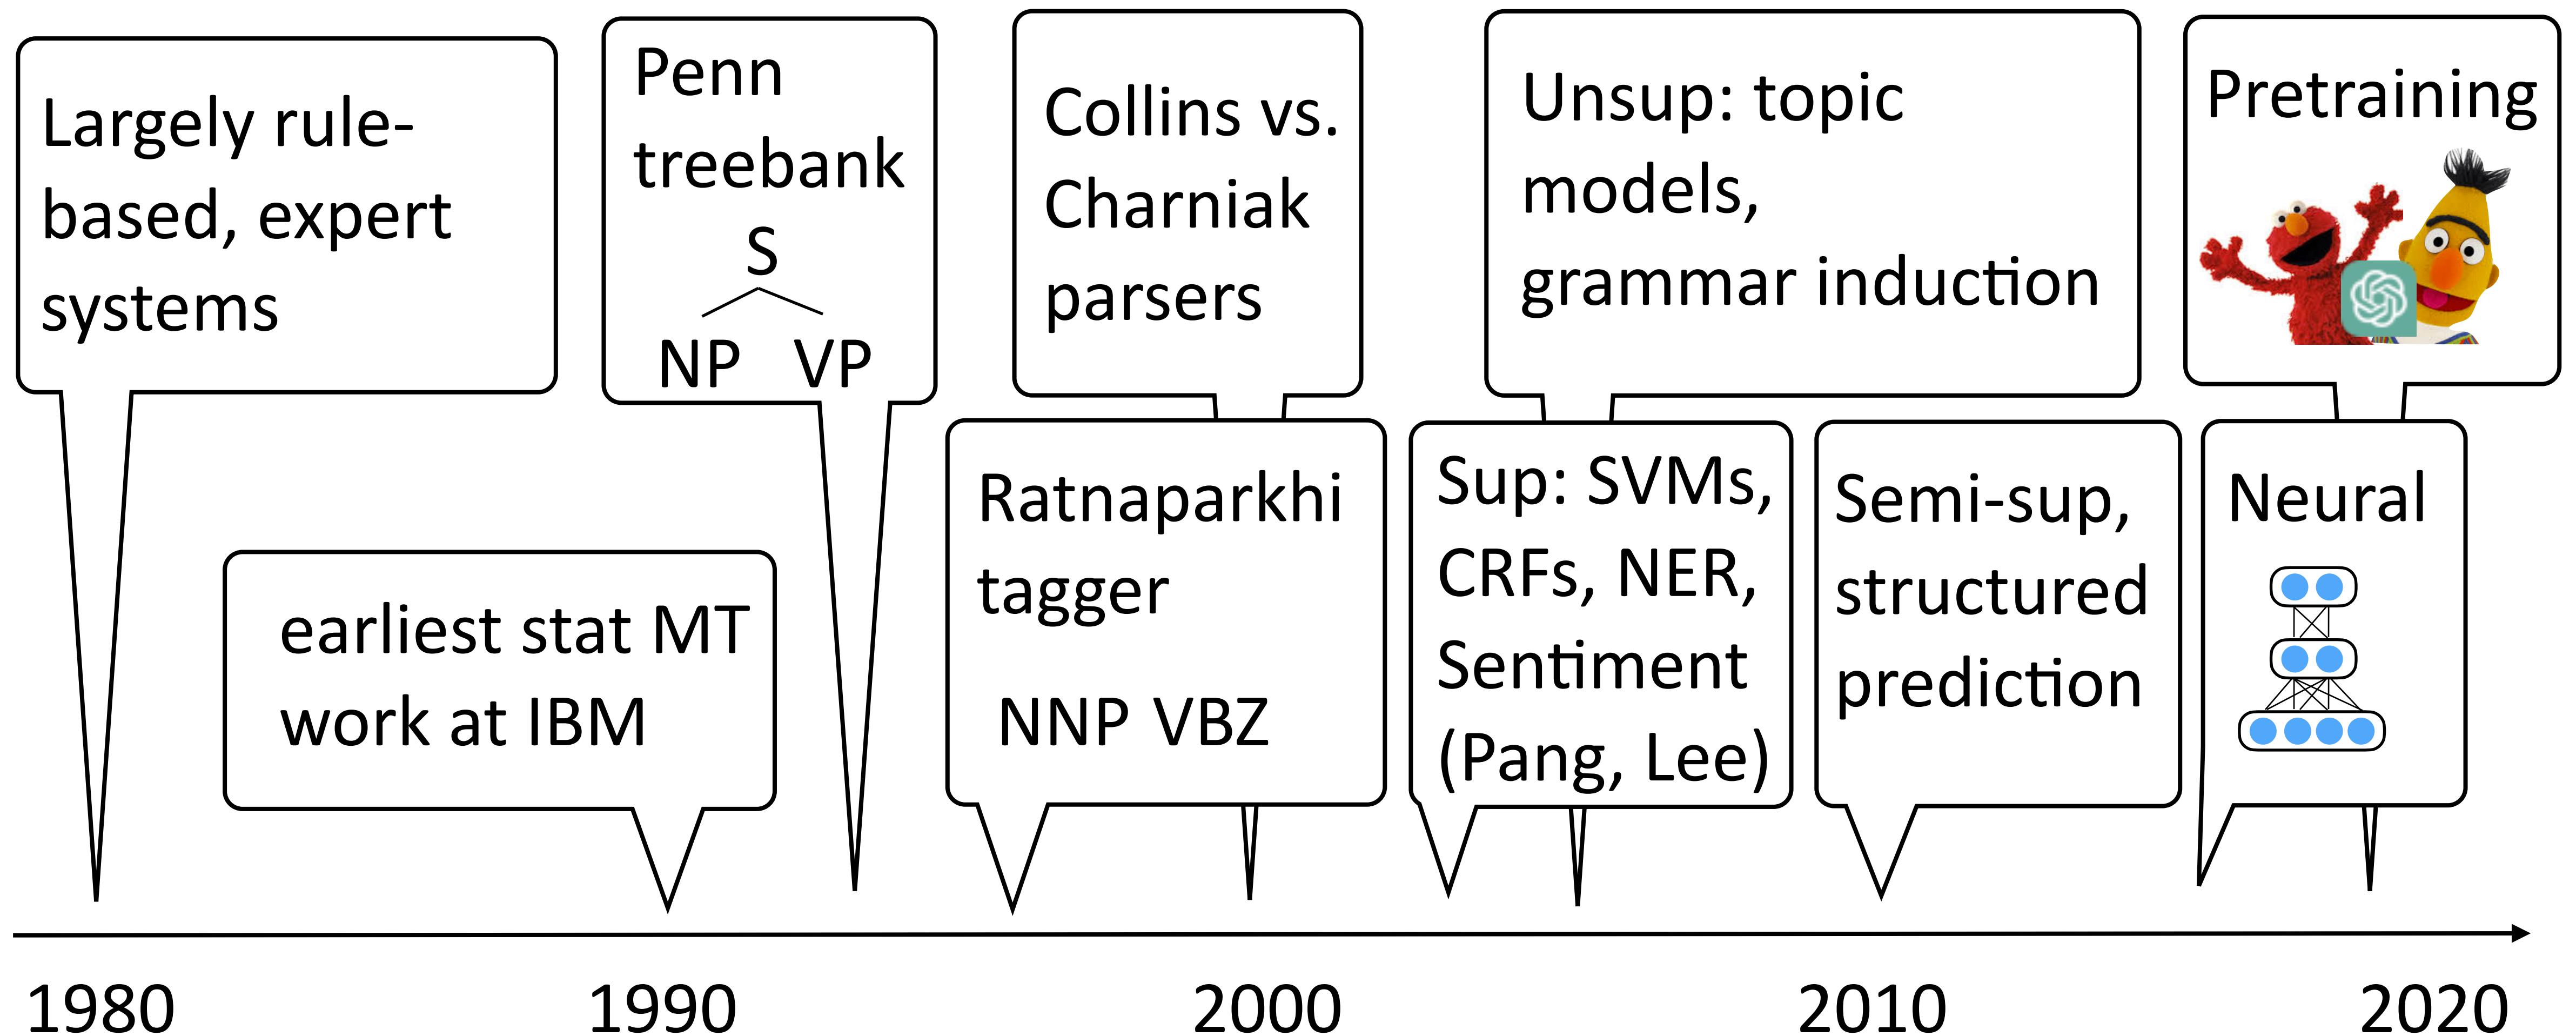 Largely rule-
based, expert
systems
earliest stat MT
work at IBM
Penn
treebank
S
NP VP
Collins vs.
Charniak
parsers
Ratnaparkhi
tagger
NNP VBZ
Unsup: topic
models,
grammar induction
Sup: SVMs,
CRFs, NER,
Sentiment
(Pang, Lee)
Semi-sup,
structured
prediction
Pretraining
Neural
1980 1990 2000 2010 2020